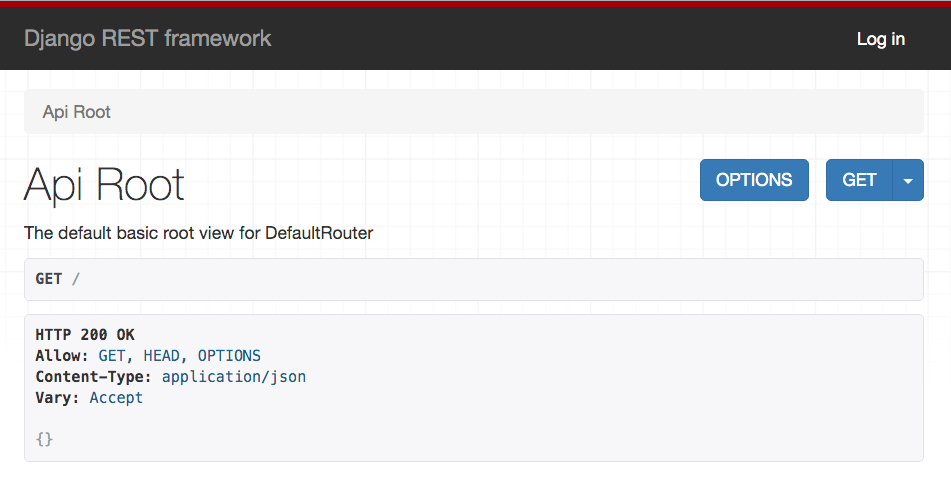 Django REST framework
Log in
Api Root
Api Root
OPTIONS
GET
The default basic root view for DefaultRouter
GET /
HTTP 200 OK
Allow: GET, HEAD, OPTIONS
Content-Type: application/json
Vary: Accept
{}